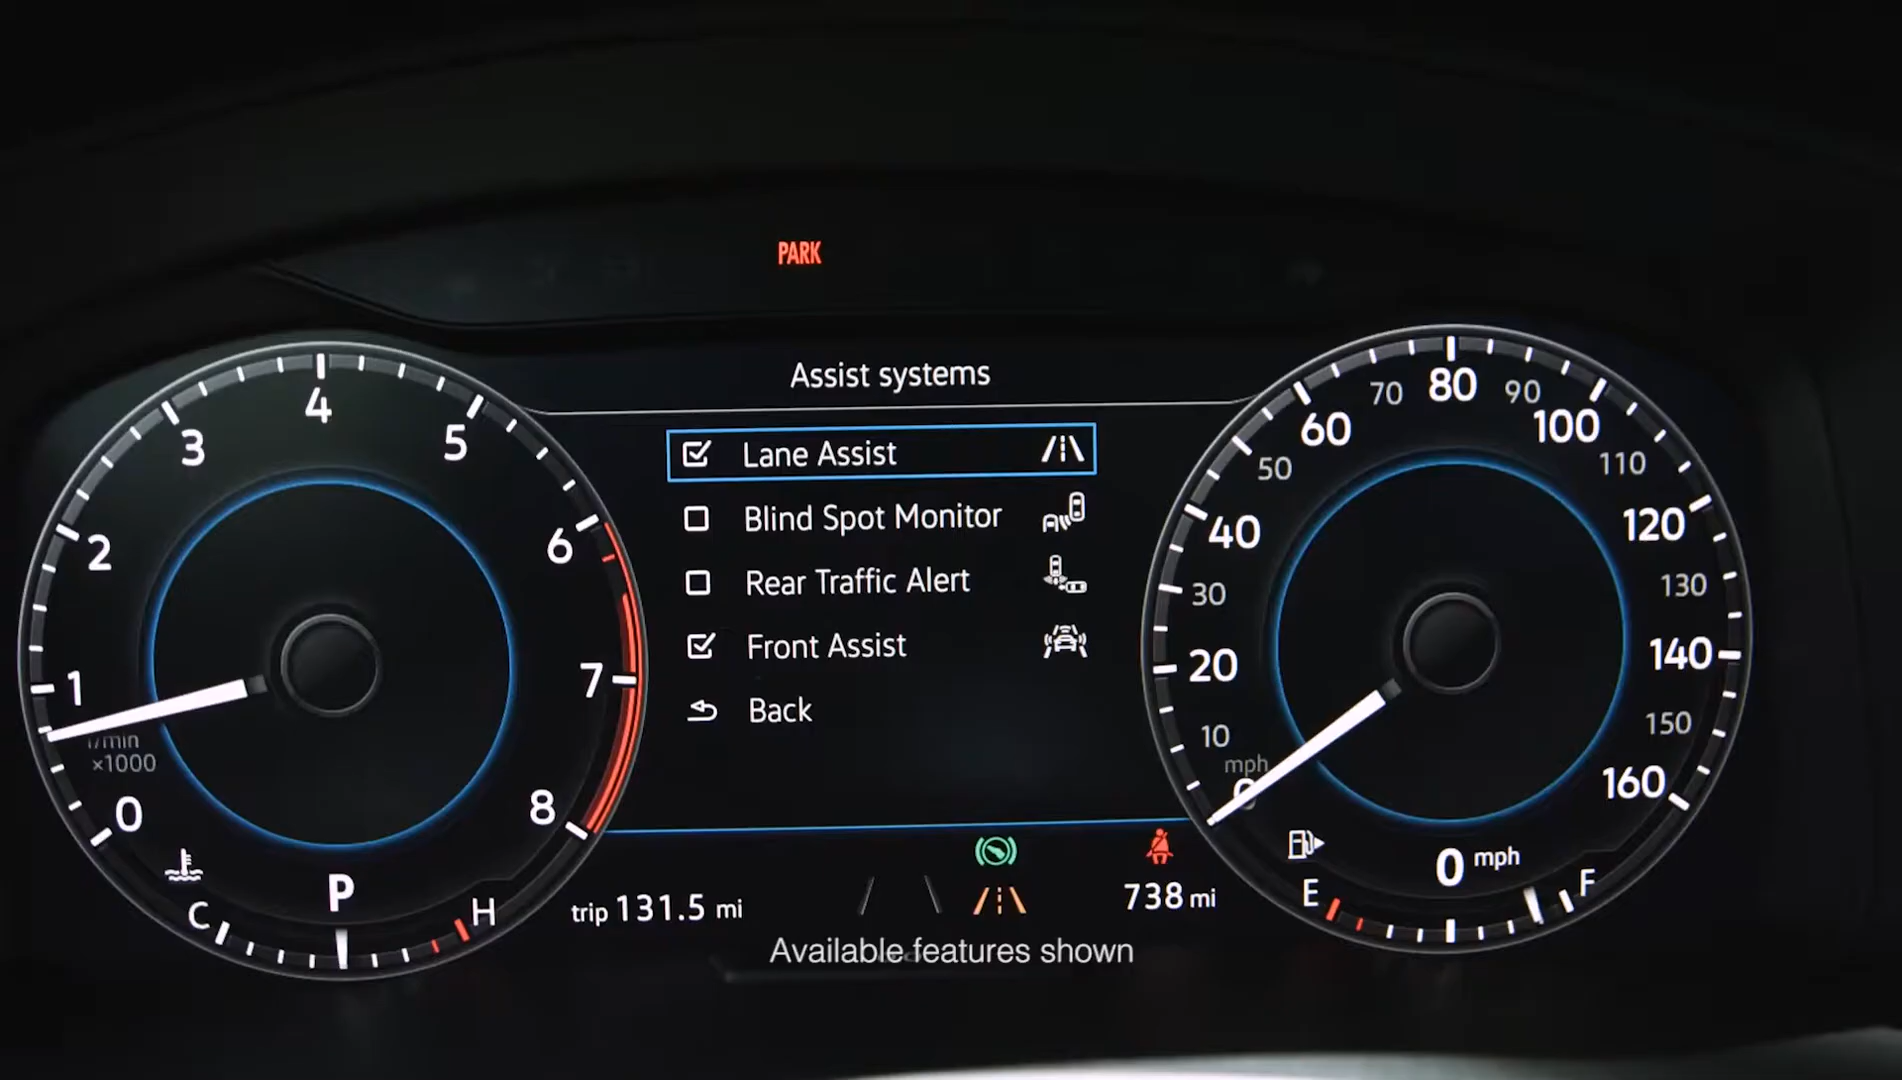 PARK
Assist systems
Lane Assist
Blind Spot Monitor
Rear Traffic Alert
Front Assist
Back
0
1
2
3
4
5
6
7
8
r/min
×1000
C
P
H
0
10
20
30
40
50
60
70
80
90
100
110
120
130
140
150
160
mph
0 mph
E
F
trip 131.5 mi
738 mi
Available features shown